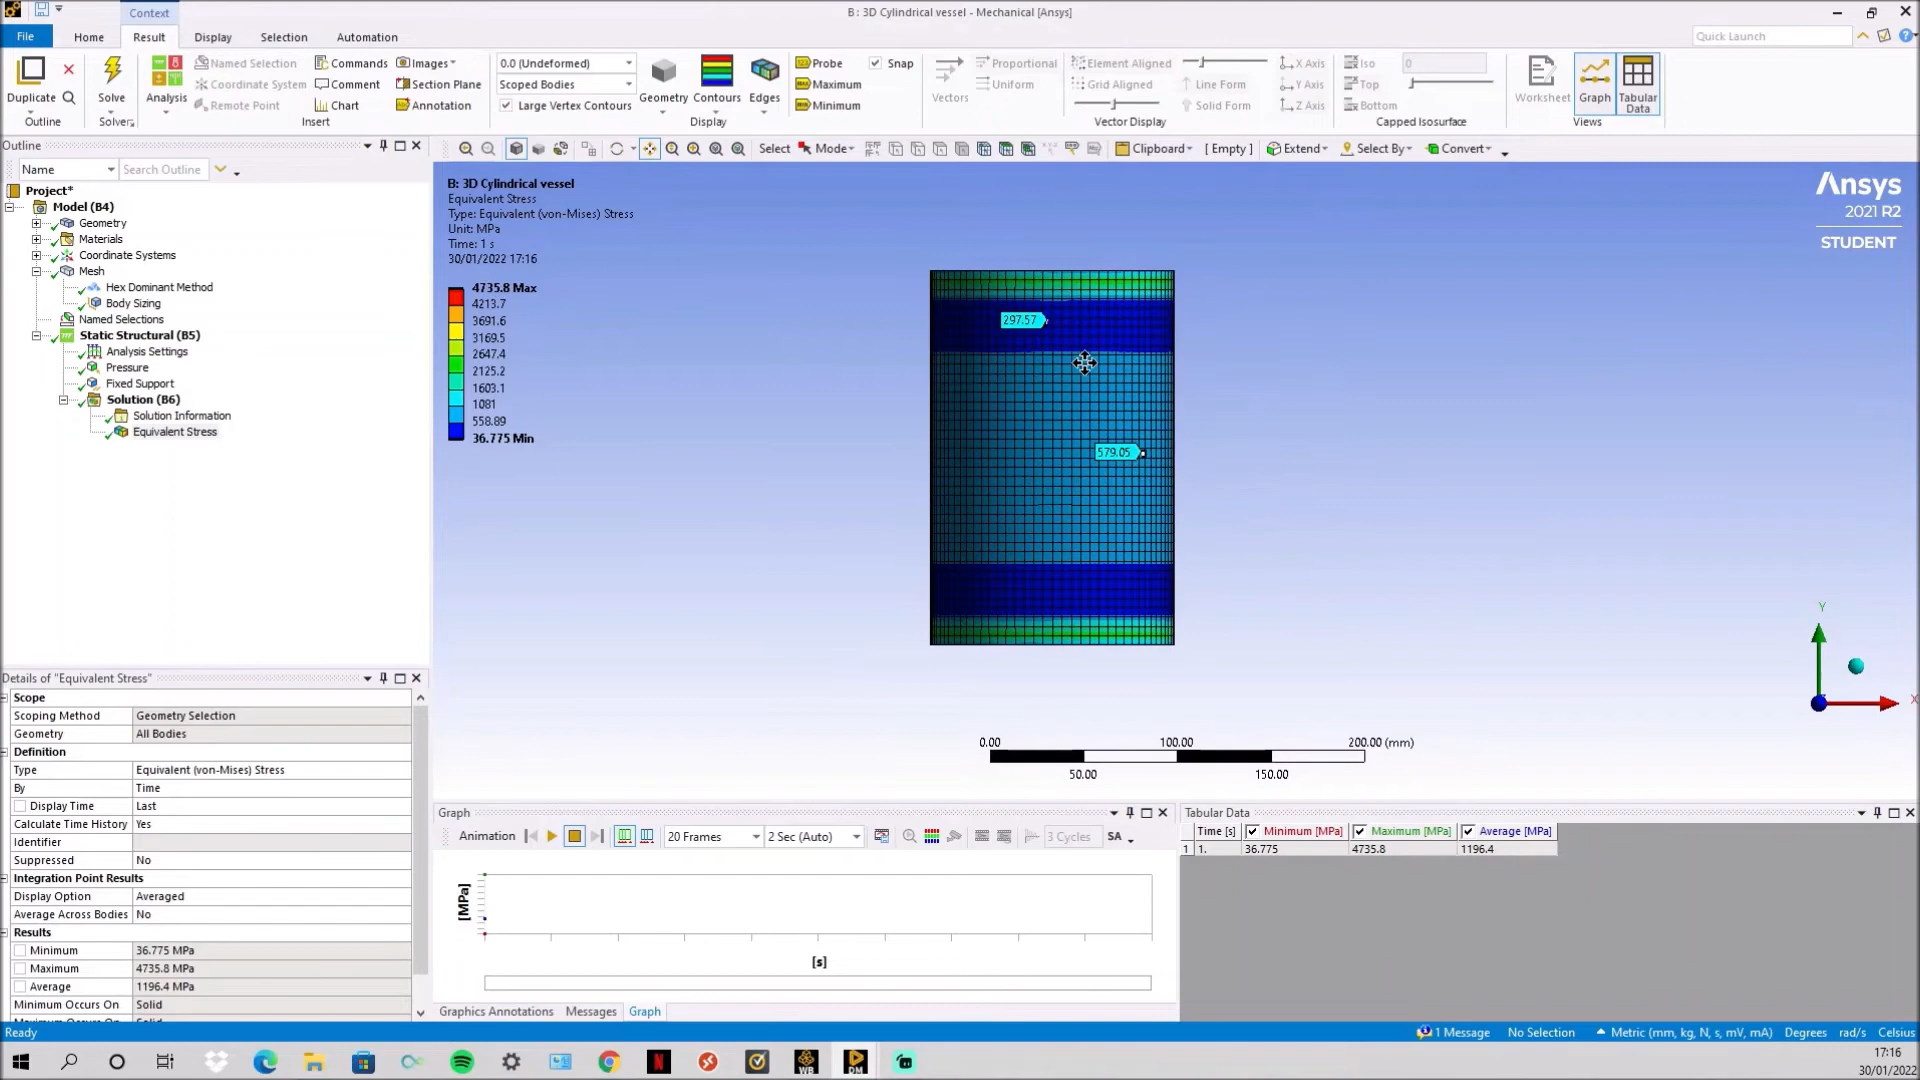 Context
B : 3D Cylindrical vessel - Mechanical [Ansys]
File Home Result Display Selection Automation
Quick Launch
Duplicate
Outline
Solve
Solver
Analysis
Named Selection
Coordinate System
Remote Point
Commands
Comment
Chart
Images
Section Plane
Annotation
Insert
0.0 (Undeformed)
Scoped Bodies
Large Vertex Contours
Geometry
Contours
Edges
Display
Probe
Maximum
Minimum
Snap
Vectors
Proportional
Uniform
Element Aligned
Grid Aligned
Line Form
Solid Form
X Axis
Y Axis
Z Axis
Vector Display
Iso
Top
Bottom
0
Capped Isosurface
Worksheet
Graph
Tabular
Data
Views
Outline
Name
Search Outline
Select Mode Clipboard [ Empty ] Extend Select By Convert
Project*
Model (B4)
Geometry
Materials
Coordinate Systems
Mesh
Hex Dominant Method
Body Sizing
Named Selections
Static Structural (B5)
Analysis Settings
Pressure
Fixed Support
Solution (B6)
Solution Information
Equivalent Stress
B: 3D Cylindrical vessel
Equivalent Stress
Type: Equivalent (von-Mises) Stress
Unit: MPa
Time: 1 s
30/01/2022 17:16
4735.8 Max
4213.7
3691.6
3169.5
2647.4
2125.2
1603.1
1081
558.89
36.775 Min
297.57
579.05
Ansys
2021 R2
STUDENT
Y
X
0.00 100.00 200.00 (mm)
50.00 150.00
Details of "Equivalent Stress"
Scope
Scoping Method Geometry Selection
Geometry All Bodies
Definition
Type Equivalent (von-Mises) Stress
By Time
Display Time Last
Calculate Time History Yes
Identifier
Suppressed No
Integration Point Results
Display Option Averaged
Average Across Bodies No
Results
Minimum 36.775 MPa
Maximum 4735.8 MPa
Average 1196.4 MPa
Minimum Occurs On Solid
Graph
Animation 20 Frames 2 Sec (Auto) 3 Cycles SA
[MPa]
[s]
Graphics Annotations Messages Graph
Tabular Data
Time [s] Minimum [MPa] Maximum [MPa] Average [MPa]
1 1. 36.775 4735.8 1196.4
Ready
1 Message No Selection Metric (mm, kg, N, s, mV, mA) Degrees rad/s Celsius
N
WB
DM
17:16
30/01/2022